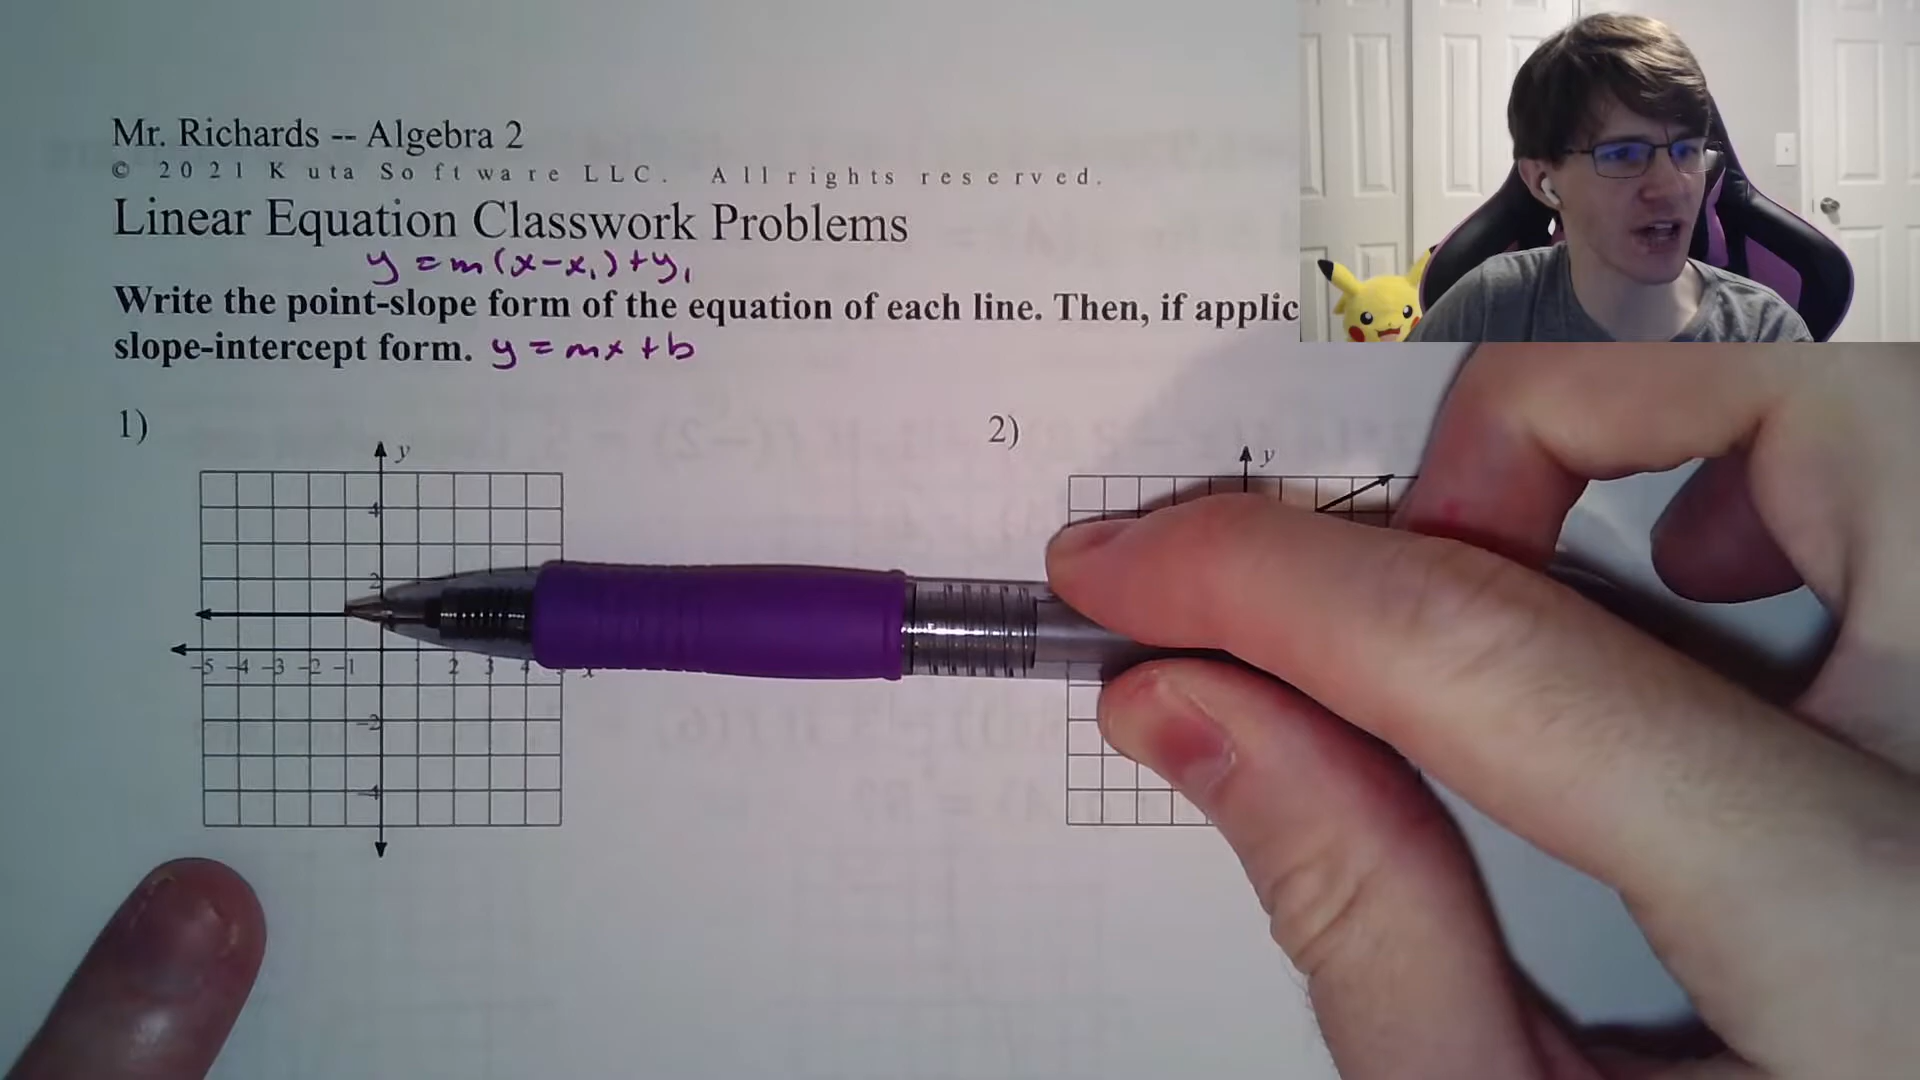 Mr. Richards -- Algebra 2
© 2021 Kuta Software LLC. All rights reserved.
Linear Equation Classwork Problems
y = m(x-x₁)+y₁
Write the point-slope form of the equation of each line. Then, if applic
slope-intercept form. y = mx + b
1)
2)
y
y
4
2
-5 -4 -3 -2 -1 2 3 4
x
-2
-4